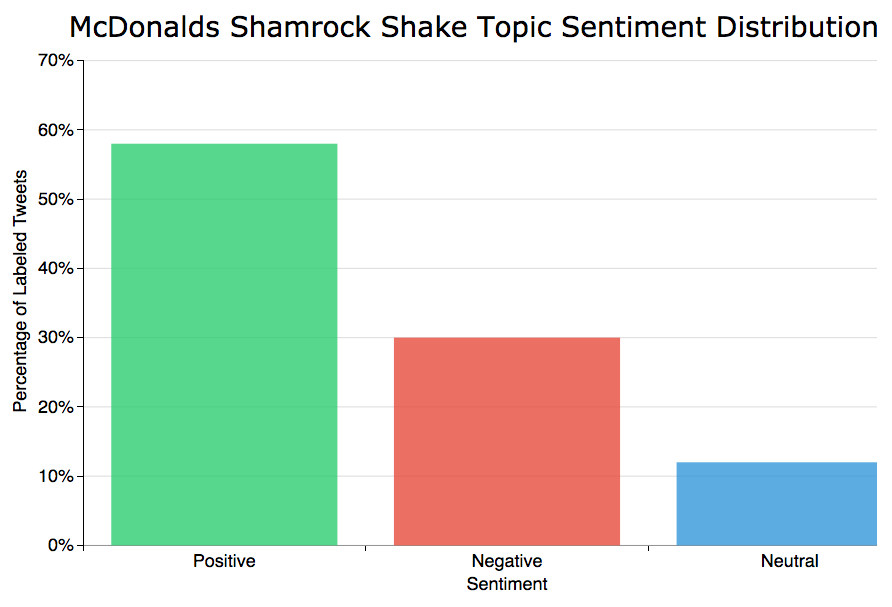 McDonalds Shamrock Shake Topic Sentiment Distribution
70%
60%
50%
40%
30%
20%
10%
0%
Percentage of Labeled Tweets
Positive
Negative
Neutral
Sentiment